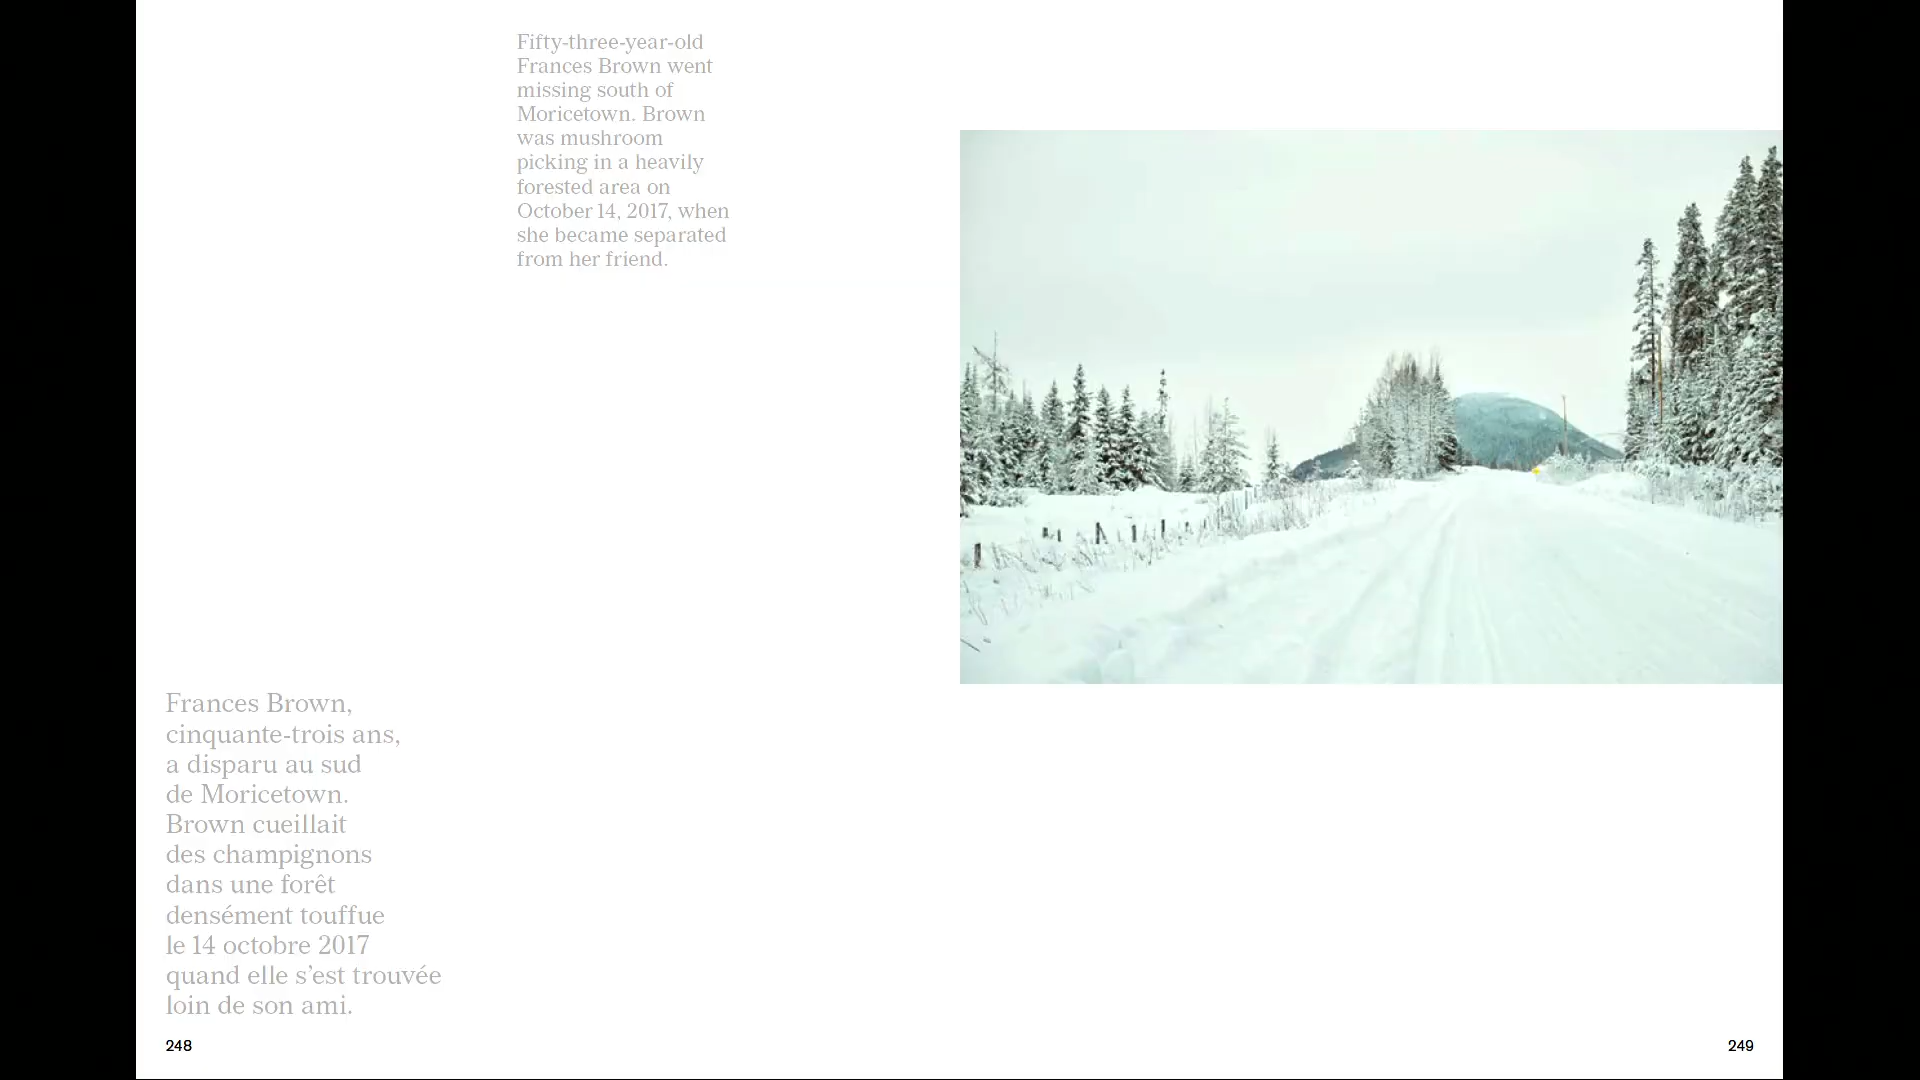 Fifty-three-year-old
Frances Brown went
missing south of
Moricetown. Brown
was mushroom
picking in a heavily
forested area on
October 14, 2017, when
she became separated
from her friend.
Frances Brown,
cinquante-trois ans,
a disparu au sud
de Moricetown.
Brown cueillait
des champignons
dans une forêt
densément touffue
le 14 octobre 2017
quand elle s’est trouvée
loin de son ami.
248
249